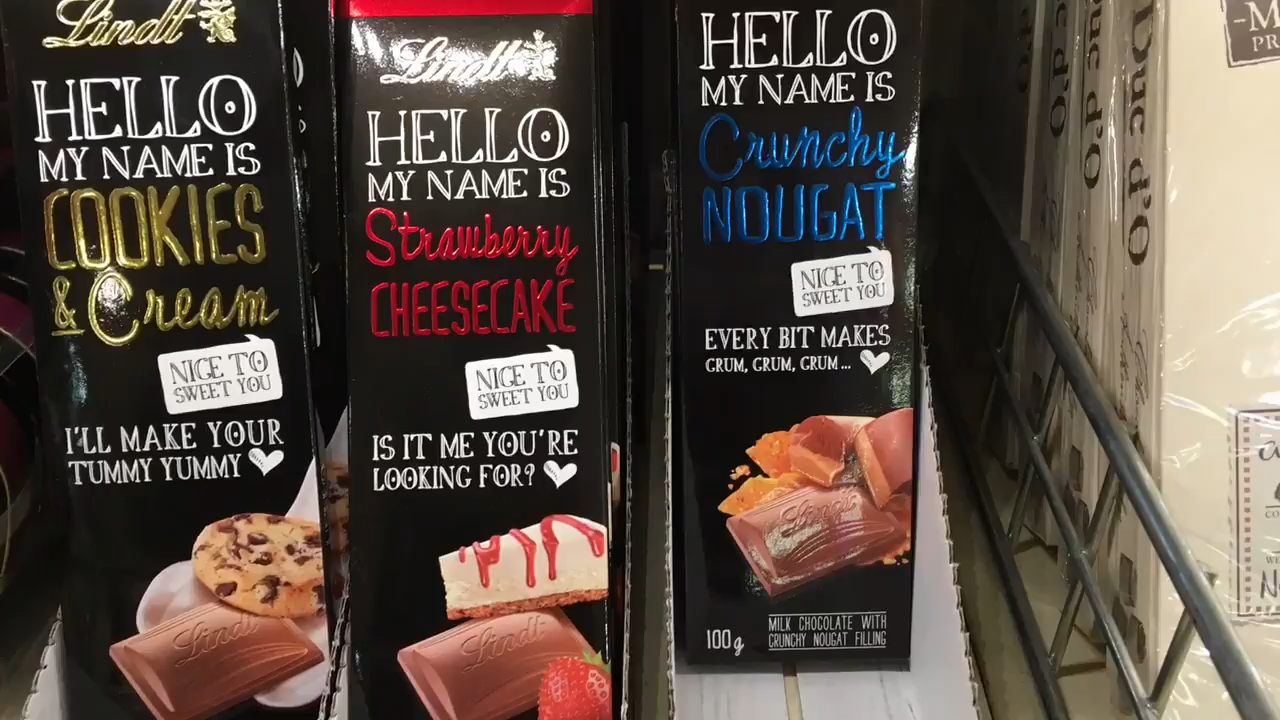 Lindt
HELLO
MY NAME IS
COOKIES
& Cream
NICE TO
SWEET YOU
I'LL MAKE YOUR
TUMMY YUMMY
Lindt
Lindt
HELLO
MY NAME IS
Strawberry
CHEESECAKE
NICE TO
SWEET YOU
IS IT ME YOU'RE
LOOKING FOR?
Lindt
HELLO
MY NAME IS
Crunchy
NOUGAT
NICE TO
SWEET YOU
EVERY BIT MAKES
CRUM, CRUM, CRUM...
Lindt
100g
MILK CHOCOLATE WITH
CRUNCHY NOUGAT FILLING